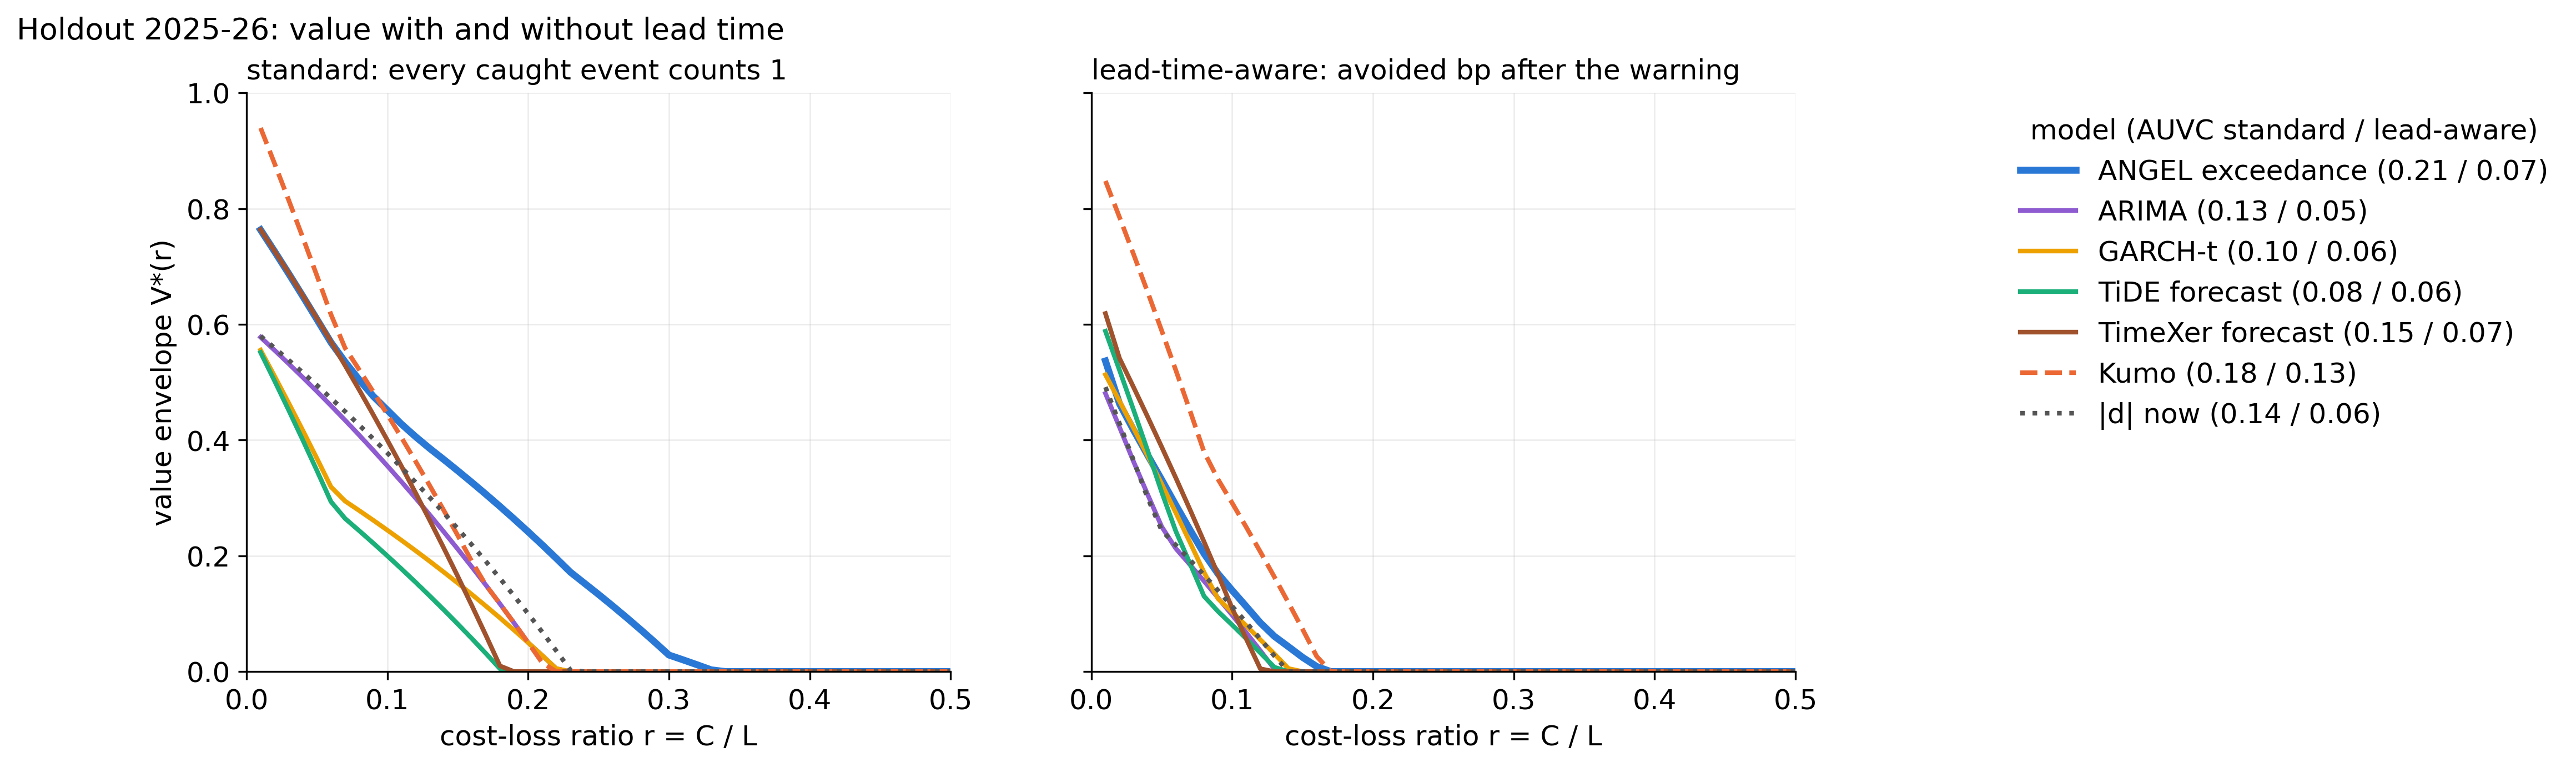 Holdout 2025-26: value with and without lead time
standard: every caught event counts 1
value envelope V*(r)
1.0
0.8
0.6
0.4
0.2
0.0
0.0 0.1 0.2 0.3 0.4 0.5
cost-loss ratio r = C / L
lead-time-aware: avoided bp after the warning
0.0 0.1 0.2 0.3 0.4 0.5
cost-loss ratio r = C / L
model (AUVC standard / lead-aware)
ANGEL exceedance (0.21 / 0.07)
ARIMA (0.13 / 0.05)
GARCH-t (0.10 / 0.06)
TiDE forecast (0.08 / 0.06)
TimeXer forecast (0.15 / 0.07)
Kumo (0.18 / 0.13)
|d| now (0.14 / 0.06)